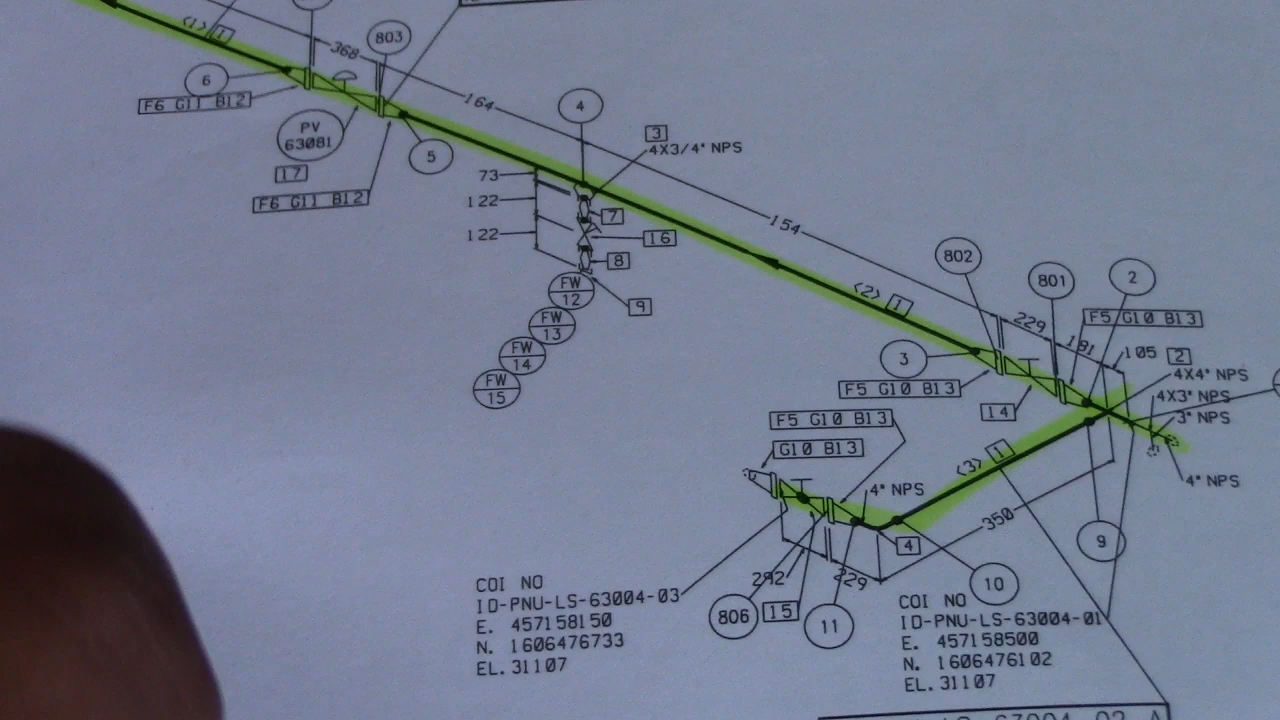 <1> 1
368
803
6
F6 G11 B12
164
4
PV
63081
5
3
4X3/4" NPS
17
F6 G11 B12
73
122
122
7
16
8
9
154
FW
12
FW
13
FW
14
FW
15
802
801
2
<2> 1
229
F5 G10 B13
181
105 2
3
F5 G10 B13
14
4X4" NPS
4X3" NPS
3" NPS
4" NPS
F5 G10 B13
G10 B13
<3> 1
4" NPS
350
4
9
10
292
229
806
15
11
COI NO
ID-PNU-LS-63004-03
E. 457158150
N. 1606476733
EL. 31107
COI NO
ID-PNU-LS-63004-01
E. 457158500
N. 1606476102
EL. 31107